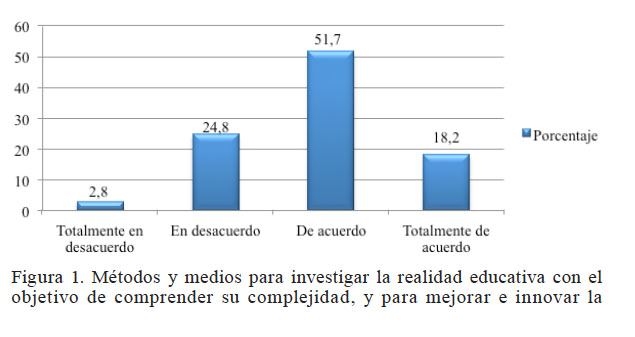 60
51,7
50
40
30
24,8
18,2
Porcentaje
20
10
2,8
0
Totalmente en desacuerdo
En desacuerdo
De acuerdo
Totalmente de acuerdo
Figura 1. Métodos y medios para investigar la realidad educativa con el
objetivo de comprender su complejidad, y para mejorar e innovar la